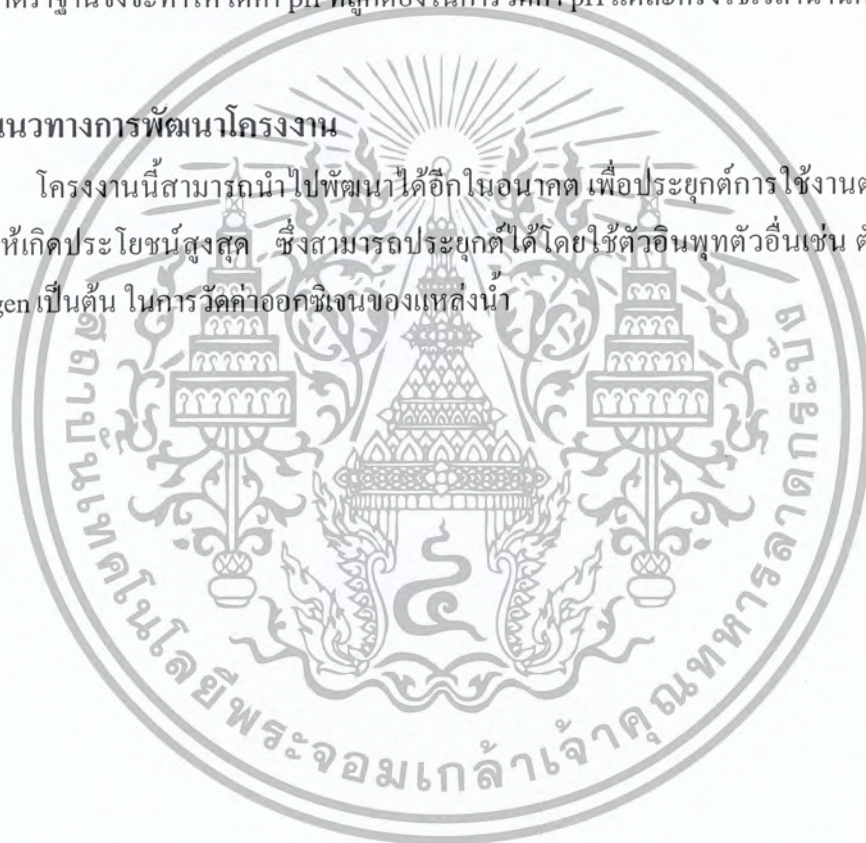 แนวทางการพัฒนาโครงงาน
โครงงานนี้สามารถนำไปพัฒนาได้อีกในอนาคต เพื่อประยุกต์การใช้งาน
ให้เกิดประโยชน์สูงสุด ซึ่งสามารถประยุกต์ได้โดยใช้ตัวอินพุทตัวอื่นเช่น
gen เป็นต้น ในการวัดค่าออกซิเจนของแหล่งน้ำ
สถาบันเทคโนโลยีพระจอมเกล้าเจ้าคุณทหารลาดกระบัง